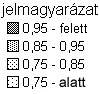 jelmagyarázat
0,95 - felett
0,85 - 0,95
0,75 - 0,85
0,75 - alatt